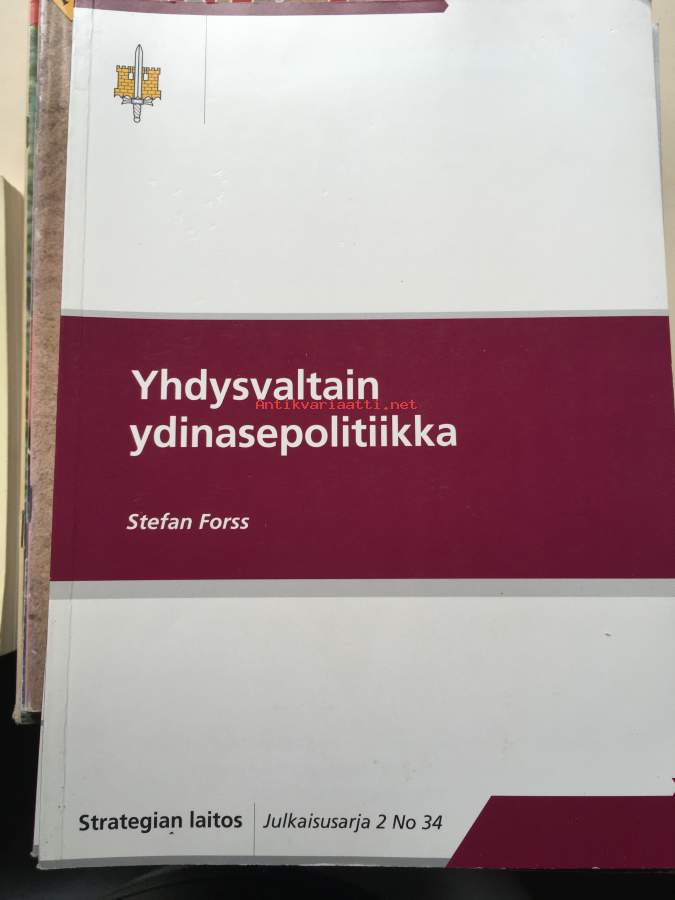 Yhdysvaltain
Antikvariaatti.net
ydinasepolitiikka
Stefan Forss
Strategian laitos | Julkaisusarja 2 No 34